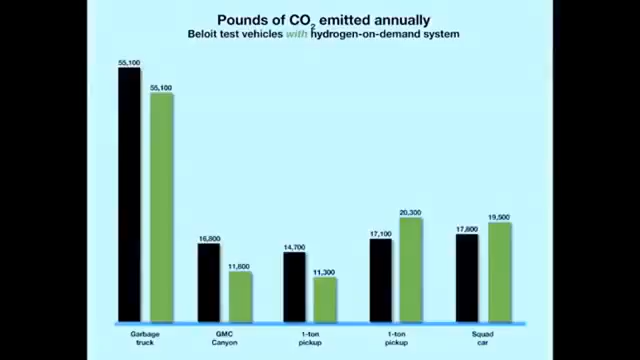 Pounds of CO2 emitted annually
Beloit test vehicles with hydrogen-on-demand system
55,100
55,100
16,800
11,600
14,700
11,300
17,100
20,300
17,800
19,500
Garbage truck
GMC Canyon
1-ton pickup
1-ton pickup
Squad car